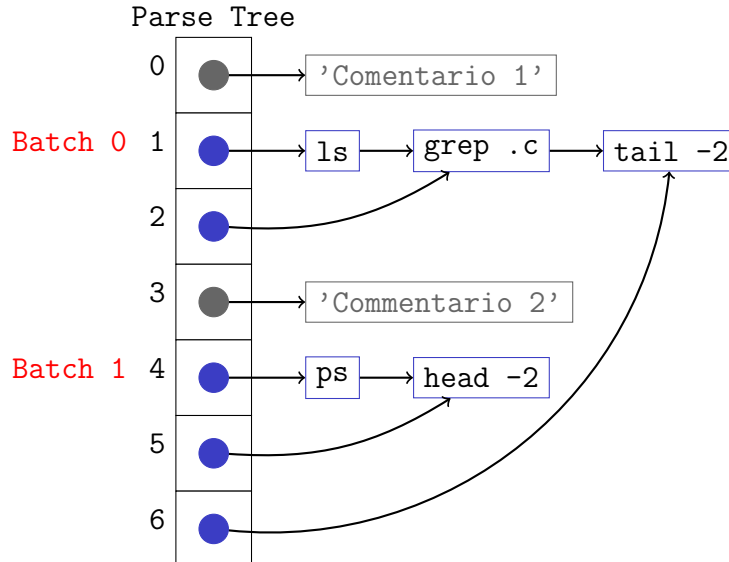 Parse Tree
0 'Comentario 1'
Batch 0 1 ls grep .c tail -2
2
3 'Commentario 2'
Batch 1 4 ps head -2
5
6